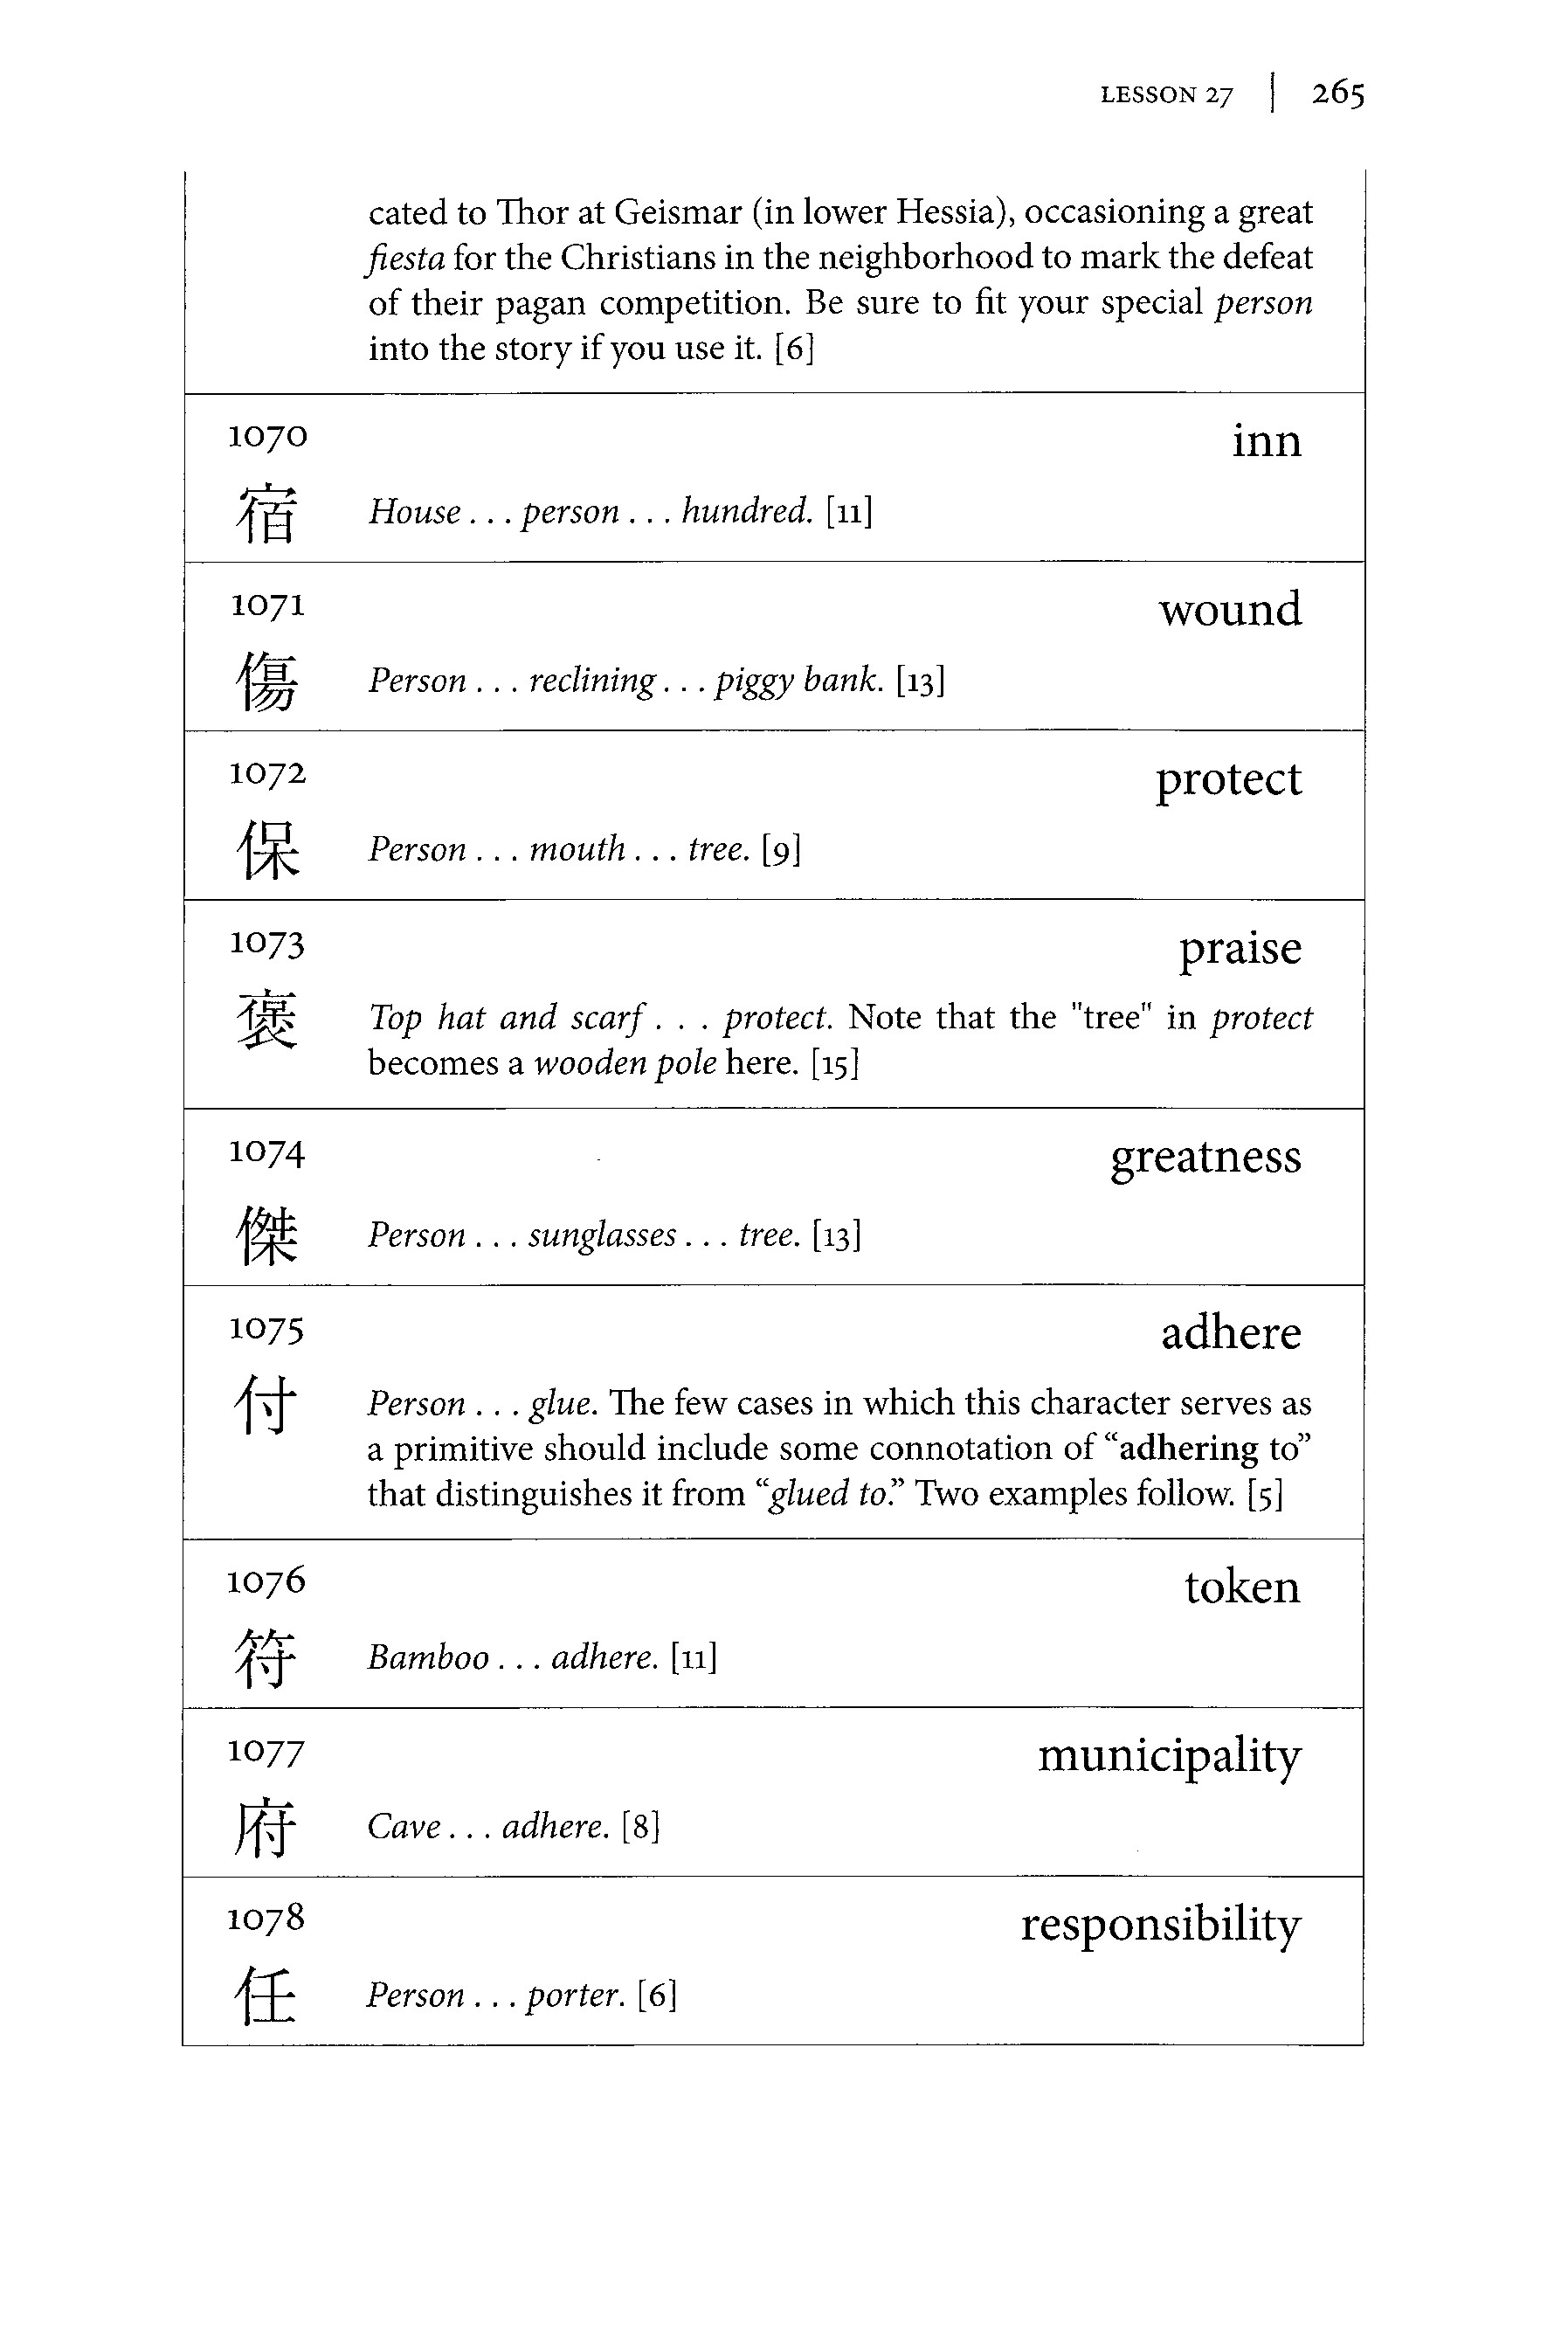 LESSON 27 | 265
cated to Thor at Geismar (in lower Hessia), occasioning a great
fiesta for the Christians in the neighborhood to mark the defeat
of their pagan competition. Be sure to fit your special person
into the story if you use it. [6]
1070 inn
宿 House . . . person . . . hundred. [11]
1071 wound
傷 Person . . . reclining . . . piggy bank. [13]
1072 protect
保 Person . . . mouth . . . tree. [9]
1073 praise
褒 Top hat and scarf . . . protect. Note that the "tree" in protect
becomes a wooden pole here. [15]
1074 greatness
傑 Person . . . sunglasses . . . tree. [13]
1075 adhere
付 Person . . . glue. The few cases in which this character serves as
a primitive should include some connotation of “adhering to”
that distinguishes it from “glued to.” Two examples follow. [5]
1076 token
符 Bamboo . . . adhere. [11]
1077 municipality
府 Cave . . . adhere. [8]
1078 responsibility
任 Person . . . porter. [6]